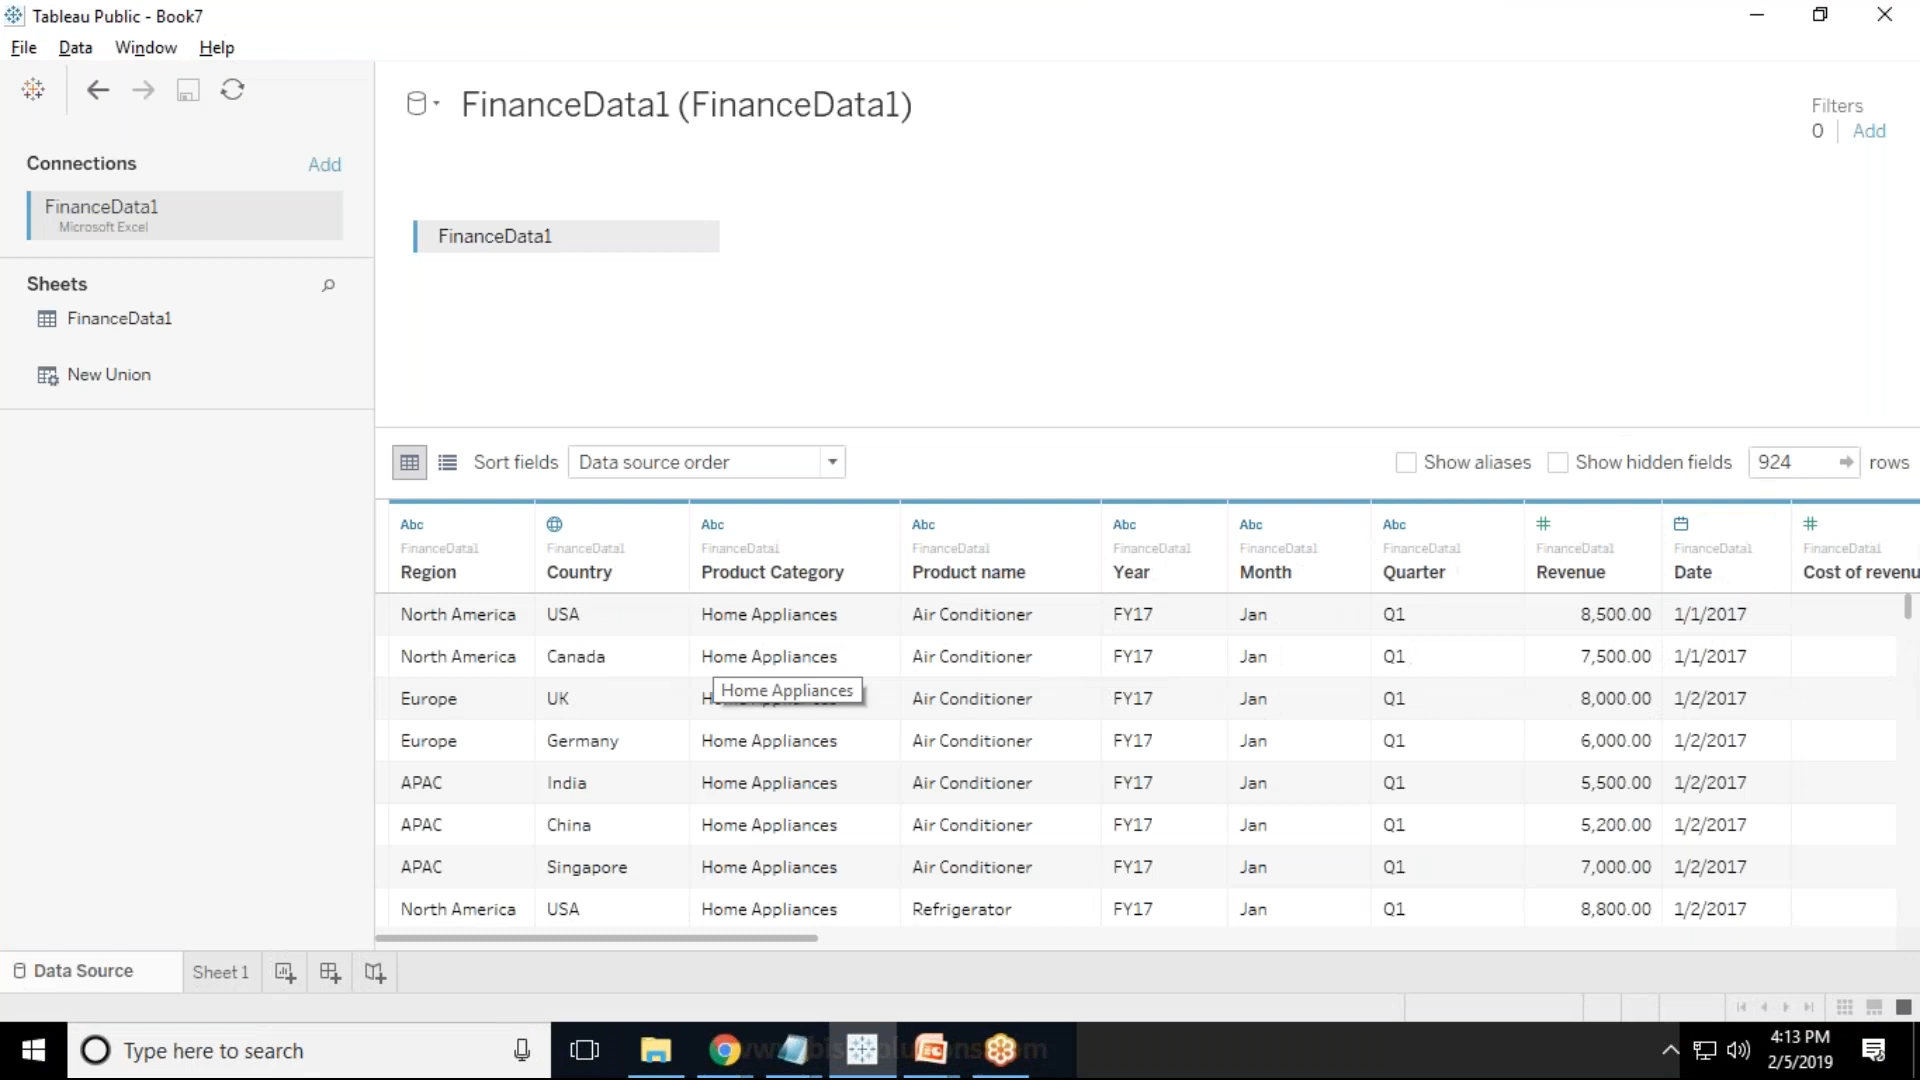 Tableau Public - Book7
File Data Window Help
Connections Add
FinanceData1
Microsoft Excel
Sheets
FinanceData1
New Union
FinanceData1 (FinanceData1)
Filters
0 Add
FinanceData1
Sort fields Data source order Show aliases Show hidden fields 924 rows
Abc Abc Abc Abc Abc Abc # #
FinanceData1 FinanceData1 FinanceData1 FinanceData1 FinanceData1 FinanceData1 FinanceData1 FinanceData1 FinanceData1 FinanceData1
Region Country Product Category Product name Year Month Quarter Revenue Date Cost of revenu
North America USA Home Appliances Air Conditioner FY17 Jan Q1 8,500.00 1/1/2017
North America Canada Home Appliances Air Conditioner FY17 Jan Q1 7,500.00 1/1/2017
Home Appliances
Europe UK Air Conditioner FY17 Jan Q1 8,000.00 1/2/2017
Europe Germany Home Appliances Air Conditioner FY17 Jan Q1 6,000.00 1/2/2017
APAC India Home Appliances Air Conditioner FY17 Jan Q1 5,500.00 1/2/2017
APAC China Home Appliances Air Conditioner FY17 Jan Q1 5,200.00 1/2/2017
APAC Singapore Home Appliances Air Conditioner FY17 Jan Q1 7,000.00 1/2/2017
North America USA Home Appliances Refrigerator FY17 Jan Q1 8,800.00 1/2/2017
Data Source Sheet 1
Type here to search
4:13 PM
2/5/2019